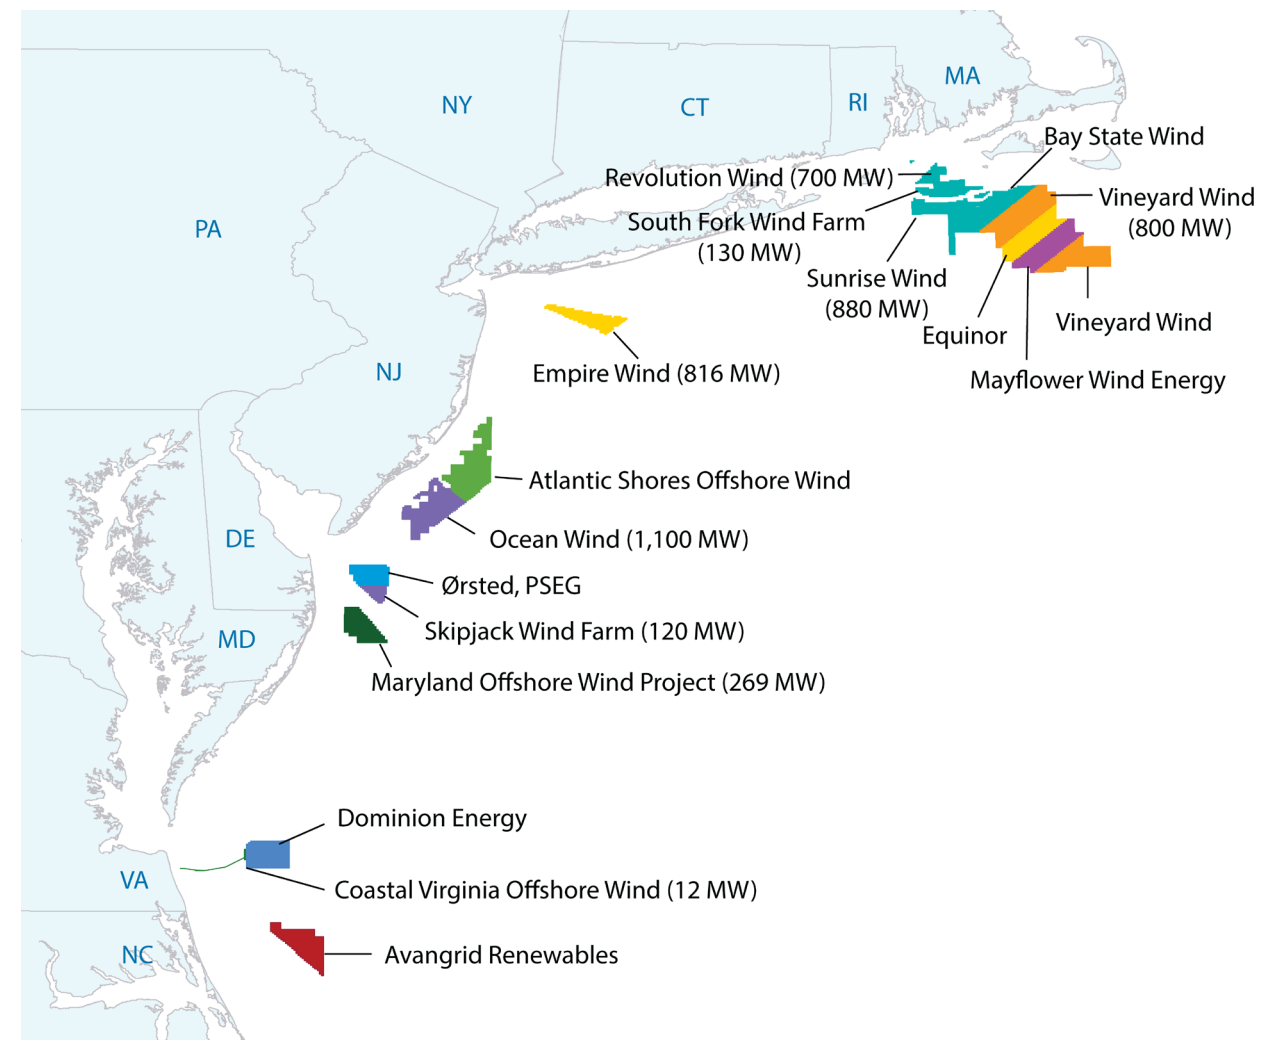 MA
NY
CT
RI
Bay State Wind
Revolution Wind (700 MW)
Vineyard Wind
(800 MW)
South Fork Wind Farm
(130 MW)
PA
Sunrise Wind
(880 MW)
Equinor
Vineyard Wind
Mayflower Wind Energy
NJ
Empire Wind (816 MW)
Atlantic Shores Offshore Wind
DE
Ocean Wind (1,100 MW)
Ørsted, PSEG
MD
Skipjack Wind Farm (120 MW)
Maryland Offshore Wind Project (269 MW)
Dominion Energy
VA
Coastal Virginia Offshore Wind (12 MW)
NC
Avangrid Renewables